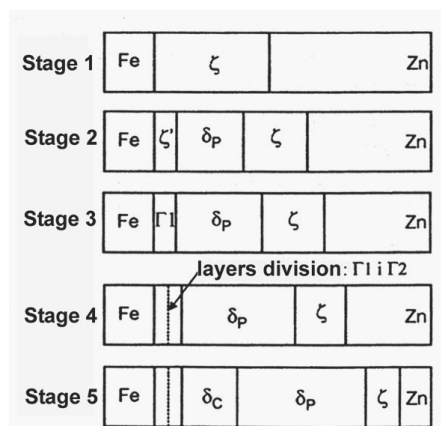 Stage 1 Fe ζ Zn
Stage 2 Fe ζ' δP ζ Zn
Stage 3 Fe Γ1 δP ζ Zn
layers division: Γ1 i Γ2
Stage 4 Fe δP ζ Zn
Stage 5 Fe δC δP ζ Zn